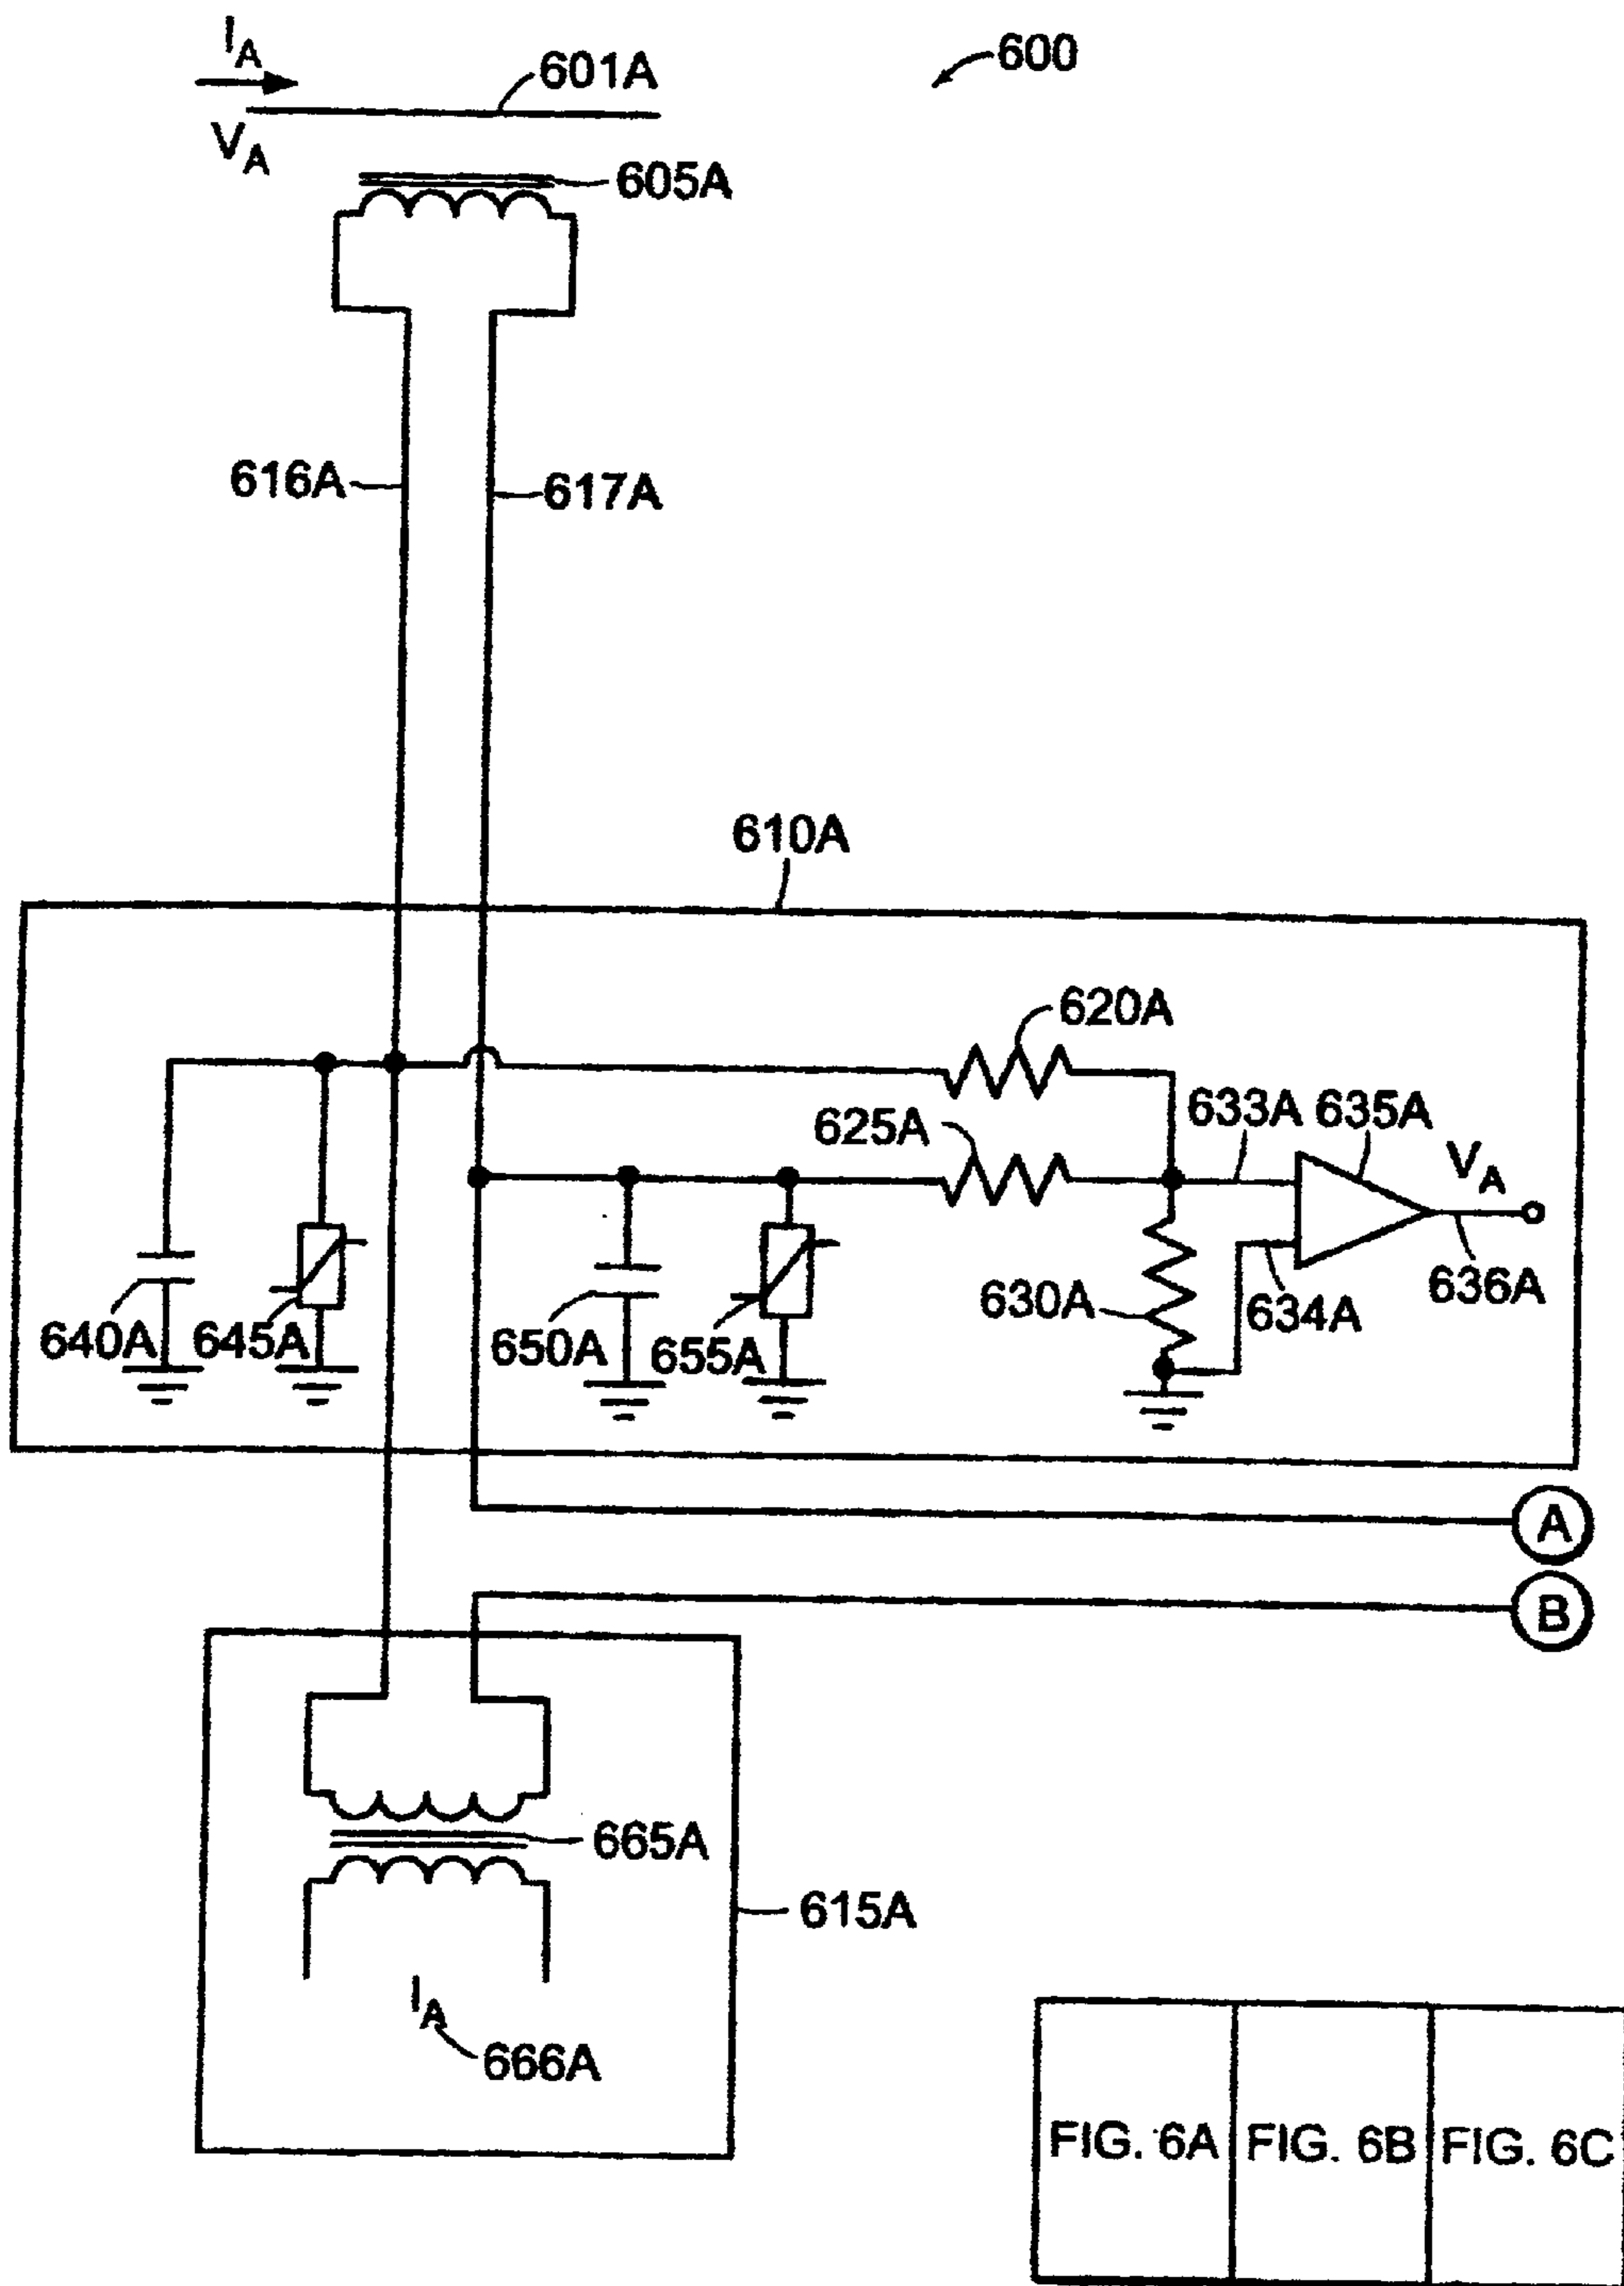 I_A
601A
600
V_A
605A
616A
617A
610A
620A
625A
633A
635A
V_A
640A
645A
650A
655A
630A
634A
636A
A
B
665A
615A
I_A
666A
FIG. 6A
FIG. 6B
FIG. 6C